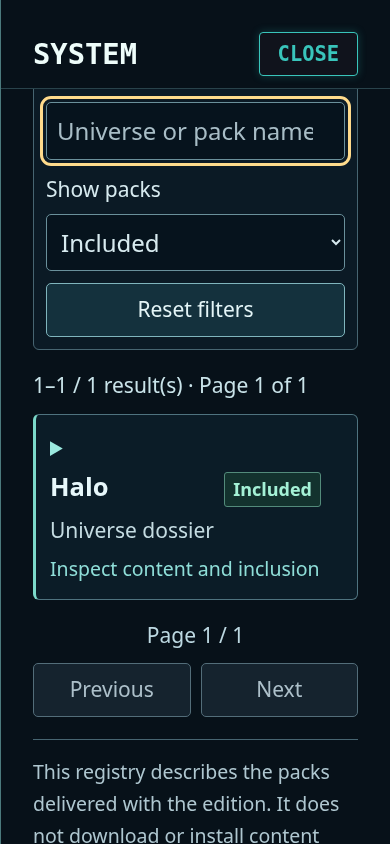 SYSTEM
CLOSE
Universe or pack name
Show packs
Included
Reset filters
1–1 / 1 result(s) · Page 1 of 1
Halo
Included
Universe dossier
Inspect content and inclusion
Page 1 / 1
Previous
Next
This registry describes the packs
delivered with the edition. It does
not download or install content